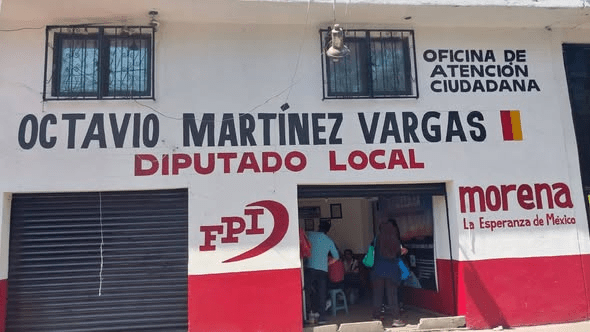 OFICINA DE
ATENCIÓN
CIUDADANA
OCTAVIO MARTÍNEZ VARGAS
DIPUTADO LOCAL
FPI
morena
La Esperanza de México